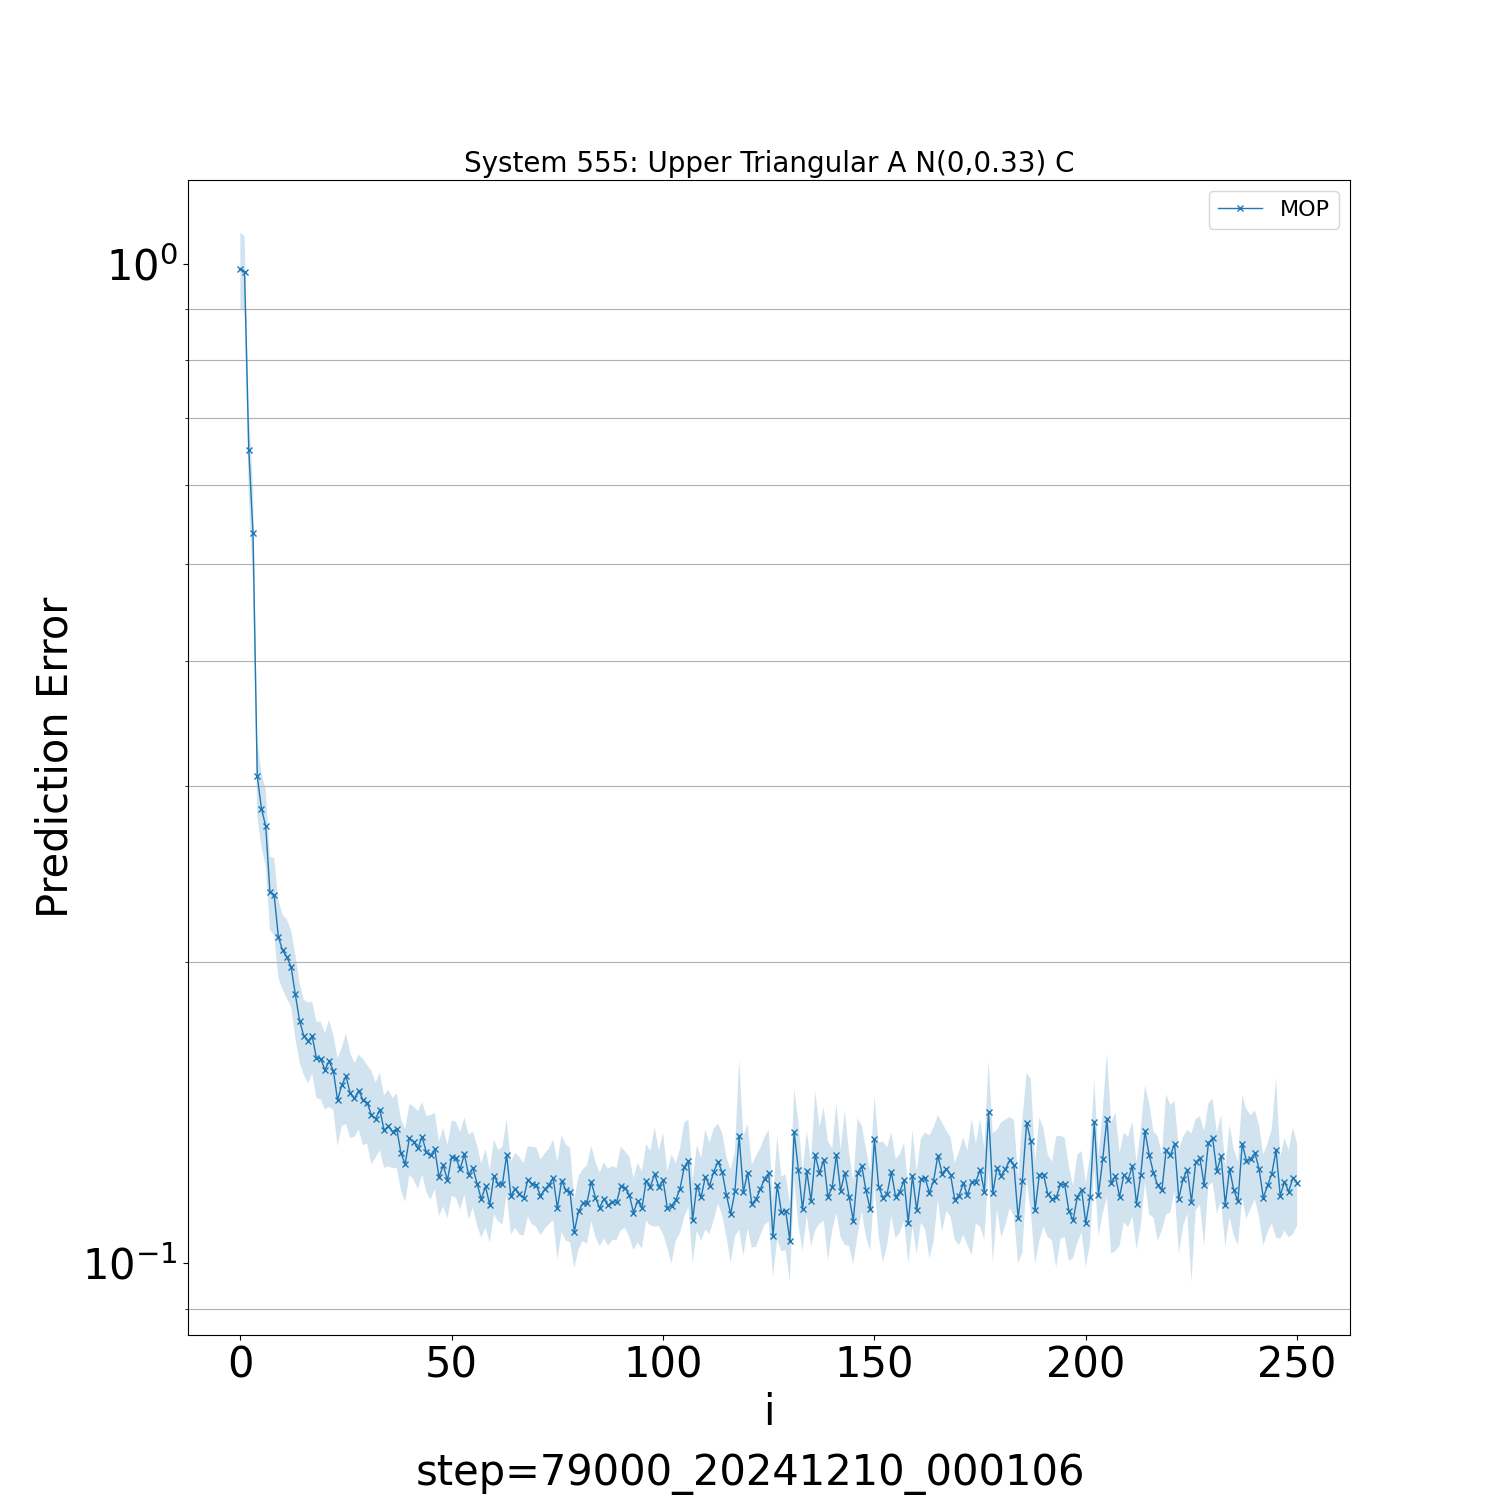 System 555: Upper Triangular A N(0,0.33) C
MOP
10⁰
10⁻¹
Prediction Error
0 50 100 150 200 250
i
step=79000_20241210_000106